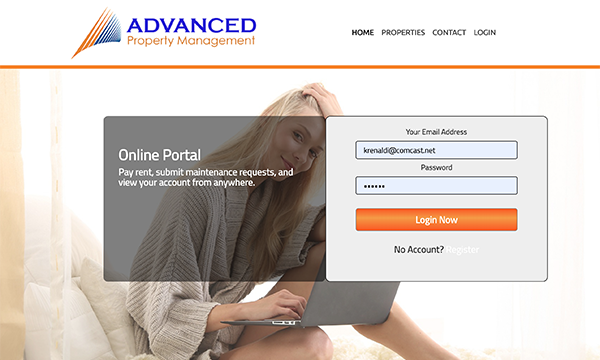 ADVANCED
Property Management
HOME PROPERTIES CONTACT LOGIN
Online Portal
Pay rent, submit maintenance requests, and
view your account from anywhere.
Your Email Address
krenaldi@comcast.net
Password
••••••
Login Now
No Account? Register